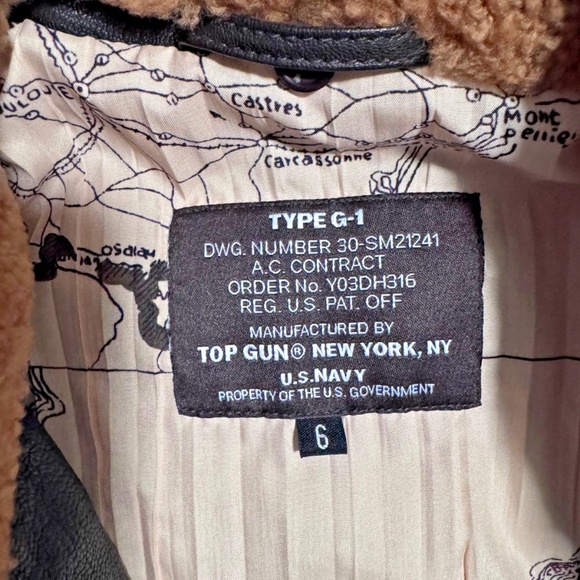 Castres
Mont
Carcassonne
TYPE G-1
DWG. NUMBER 30-SM21241
A.C. CONTRACT
ORDER No. Y03DH316
REG. U.S. PAT. OFF
MANUFACTURED BY
TOP GUN® NEW YORK, NY
U.S.NAVY
PROPERTY OF THE U.S. GOVERNMENT
6